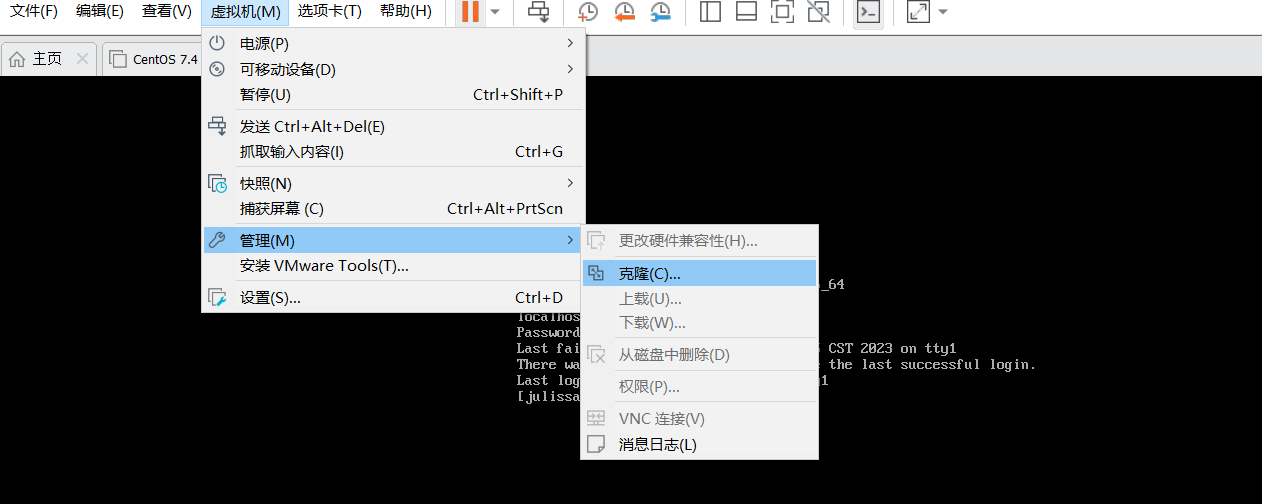 文件(F) 编辑(E) 查看(V) 虚拟机(M) 选项卡(T) 帮助(H)
主页 CentOS 7.4
电源(P)
可移动设备(D)
暂停(U) Ctrl+Shift+P
发送 Ctrl+Alt+Del(E)
抓取输入内容(I) Ctrl+G
快照(N)
捕获屏幕 (C) Ctrl+Alt+PrtScn
管理(M)
安装 VMware Tools(T)...
设置(S)... Ctrl+D
更改硬件兼容性(H)...
克隆(C)...
上载(U)...
下载(W)...
从磁盘中删除(D)
权限(P)...
VNC 连接(V)
消息日志(L)
_64
localhos
Password
Last fai CST 2023 on tty1
There wa the last successful login.
Last log
[julissa